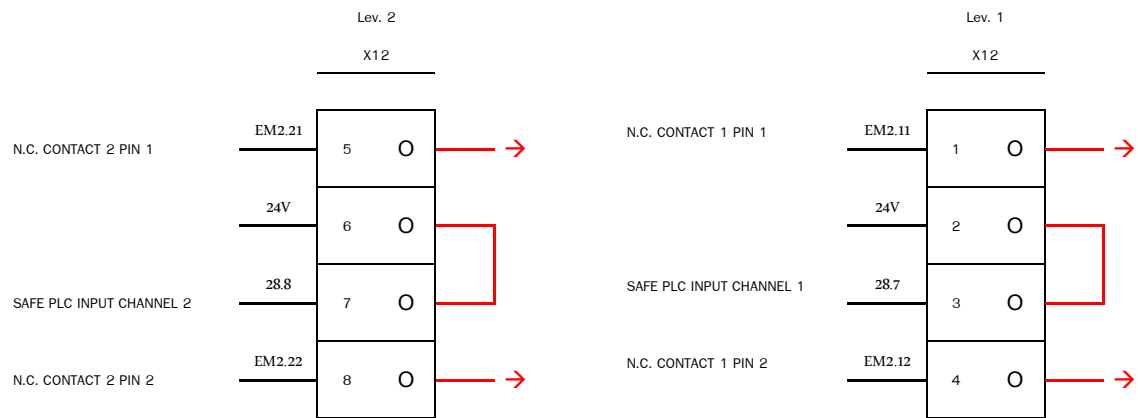 Lev. 2
X12
N.C. CONTACT 2 PIN 1
EM2.21
5 O
24V
6 O
SAFE PLC INPUT CHANNEL 2
28.8
7 O
N.C. CONTACT 2 PIN 2
EM2.22
8 O
Lev. 1
X12
N.C. CONTACT 1 PIN 1
EM2.11
1 O
24V
2 O
SAFE PLC INPUT CHANNEL 1
28.7
3 O
N.C. CONTACT 1 PIN 2
EM2.12
4 O